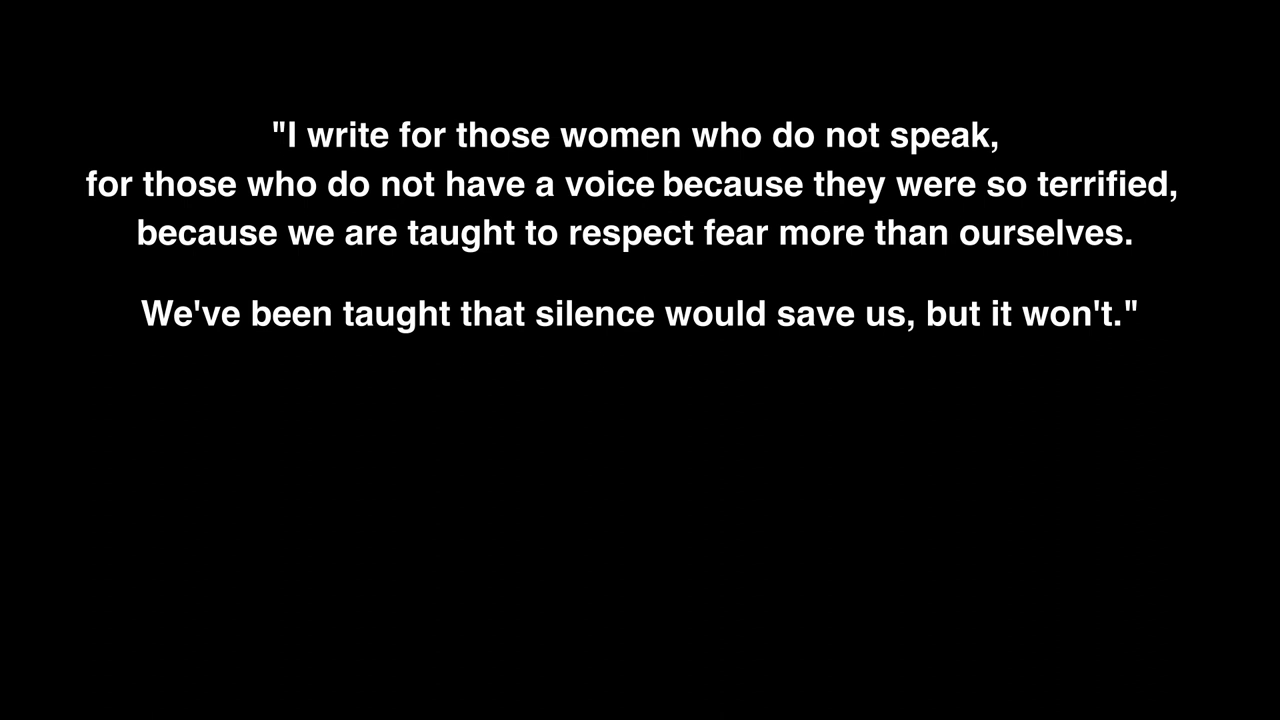 "I write for those women who do not speak,
for those who do not have a voice because they were so terrified,
because we are taught to respect fear more than ourselves.
We've been taught that silence would save us, but it won't."